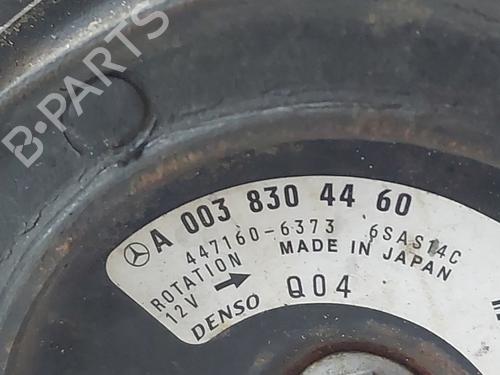 B-PARTS
A 003 830 44 60
447160-6373 6SAS14C
ROTATION → MADE IN JAPAN
12V
DENSO Q04